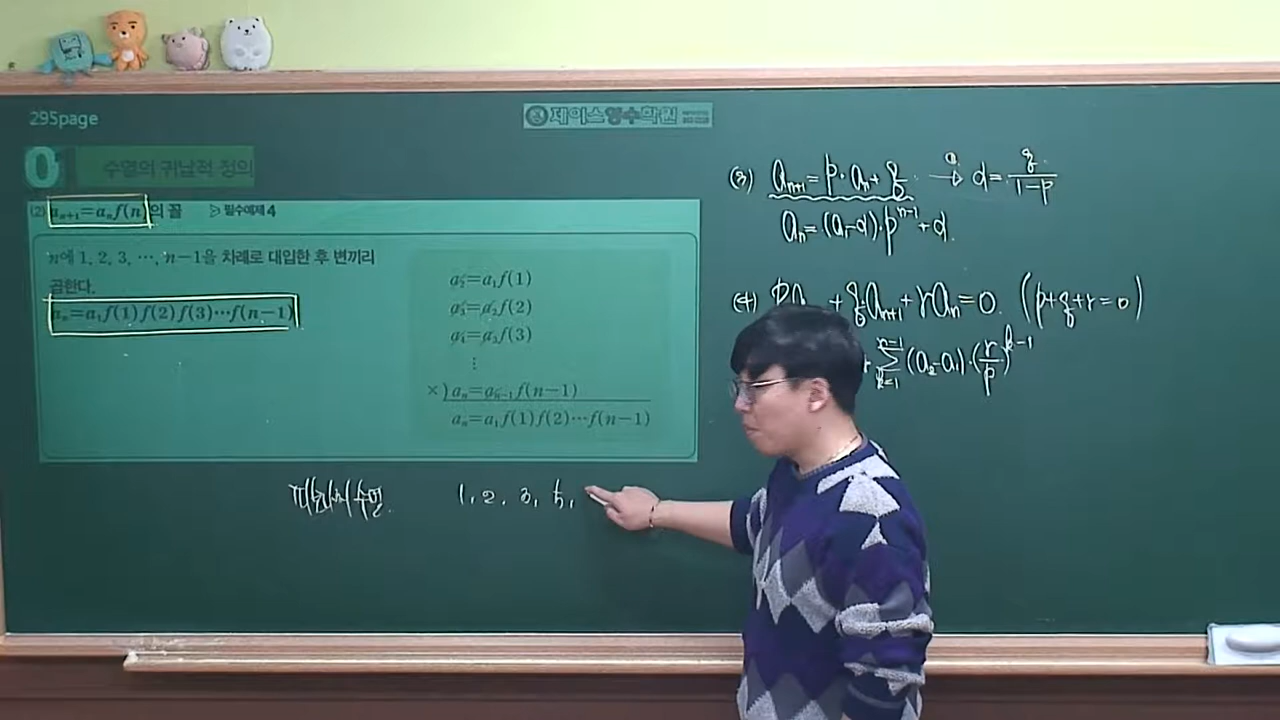 295page
제이스영수학원
0
수열의 귀납적 정의
(2) aₙ₊₁=aₙf(n)의 꼴 ▷ 필수예제 4
n에 1, 2, 3, ⋯, n−1을 차례로 대입한 후 변끼리
곱한다.
aₙ=a₁f(1)f(2)f(3)⋯f(n−1)
a₂=a₁f(1)
a₃=a₂f(2)
a₄=a₃f(3)
⋮
×) aₙ=aₙ₋₁f(n−1)
aₙ=a₁f(1)f(2)⋯f(n−1)
피보나치 수열.
1, 2, 3, 5,
(3) aₙ₊₁=p·aₙ+q → α=q/(1−p)
aₙ=(a₁−α)·pⁿ⁻¹+α.
(4) +qaₙ₊₁+raₙ=0. (p+q+r=0)
∑ₖ₌₁ⁿ⁻¹(a₂−a₁)·(r/p)ᵏ⁻¹